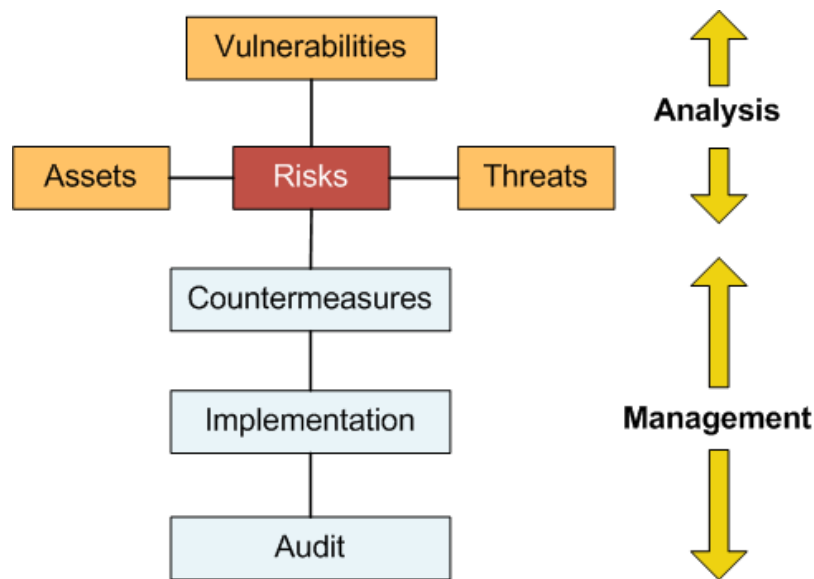 Vulnerabilities
Analysis
Assets
Risks
Threats
Countermeasures
Implementation
Management
Audit